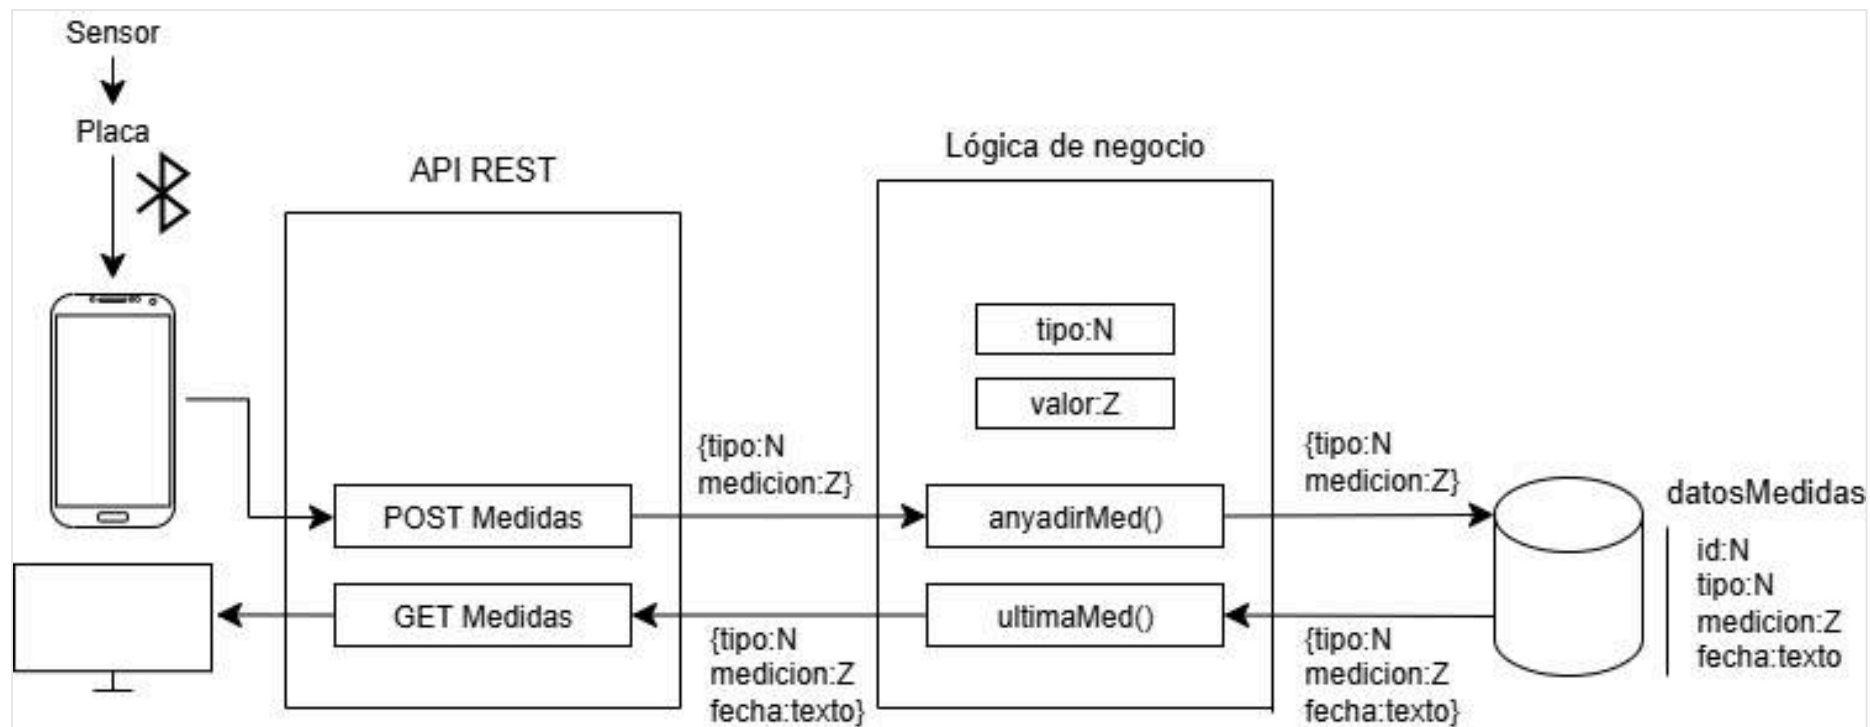 Sensor
Placa
API REST
Lógica de negocio
tipo:N
valor:Z
{tipo:N
medicion:Z}
{tipo:N
medicion:Z}
POST Medidas
anyadirMed()
datosMedidas
id:N
tipo:N
medicion:Z
fecha:texto
GET Medidas
ultimaMed()
{tipo:N
medicion:Z
fecha:texto}
{tipo:N
medicion:Z
fecha:texto}